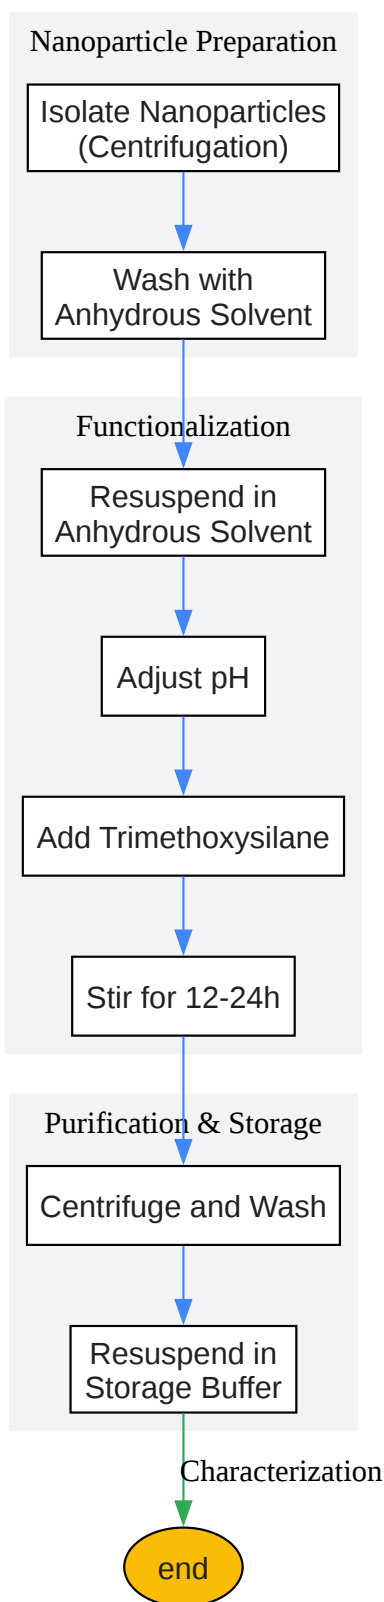 Nanoparticle Preparation
Isolate Nanoparticles
(Centrifugation)
Wash with
Anhydrous Solvent
Functionalization
Resuspend in
Anhydrous Solvent
Adjust pH
Add Trimethoxysilane
Stir for 12-24h
Purification & Storage
Centrifuge and Wash
Resuspend in
Storage Buffer
Characterization
end